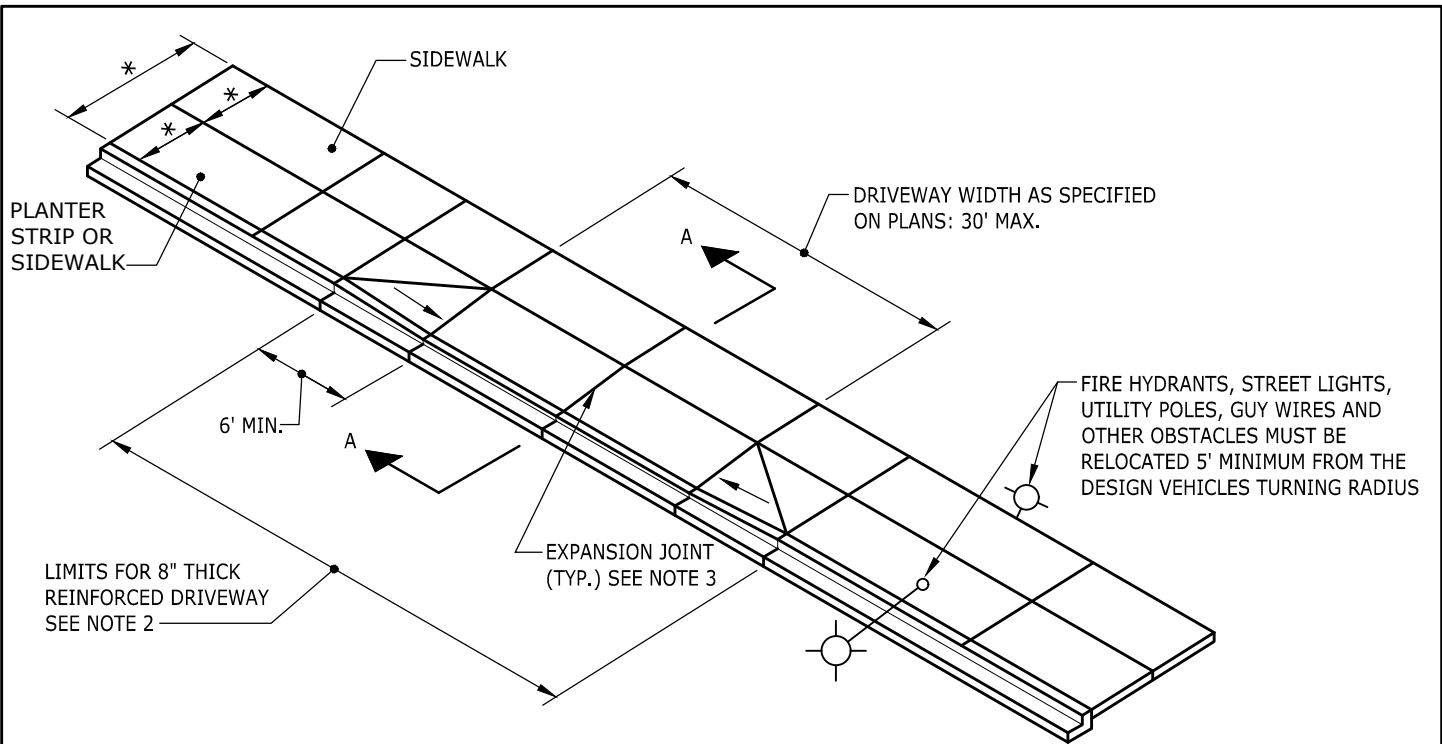 *
*
*
SIDEWALK
PLANTER
STRIP OR
SIDEWALK
DRIVEWAY WIDTH AS SPECIFIED
ON PLANS: 30' MAX.
A
FIRE HYDRANTS, STREET LIGHTS,
UTILITY POLES, GUY WIRES AND
OTHER OBSTACLES MUST BE
RELOCATED 5' MINIMUM FROM THE
DESIGN VEHICLES TURNING RADIUS
6' MIN.
A
EXPANSION JOINT
(TYP.) SEE NOTE 3
LIMITS FOR 8" THICK
REINFORCED DRIVEWAY
SEE NOTE 2